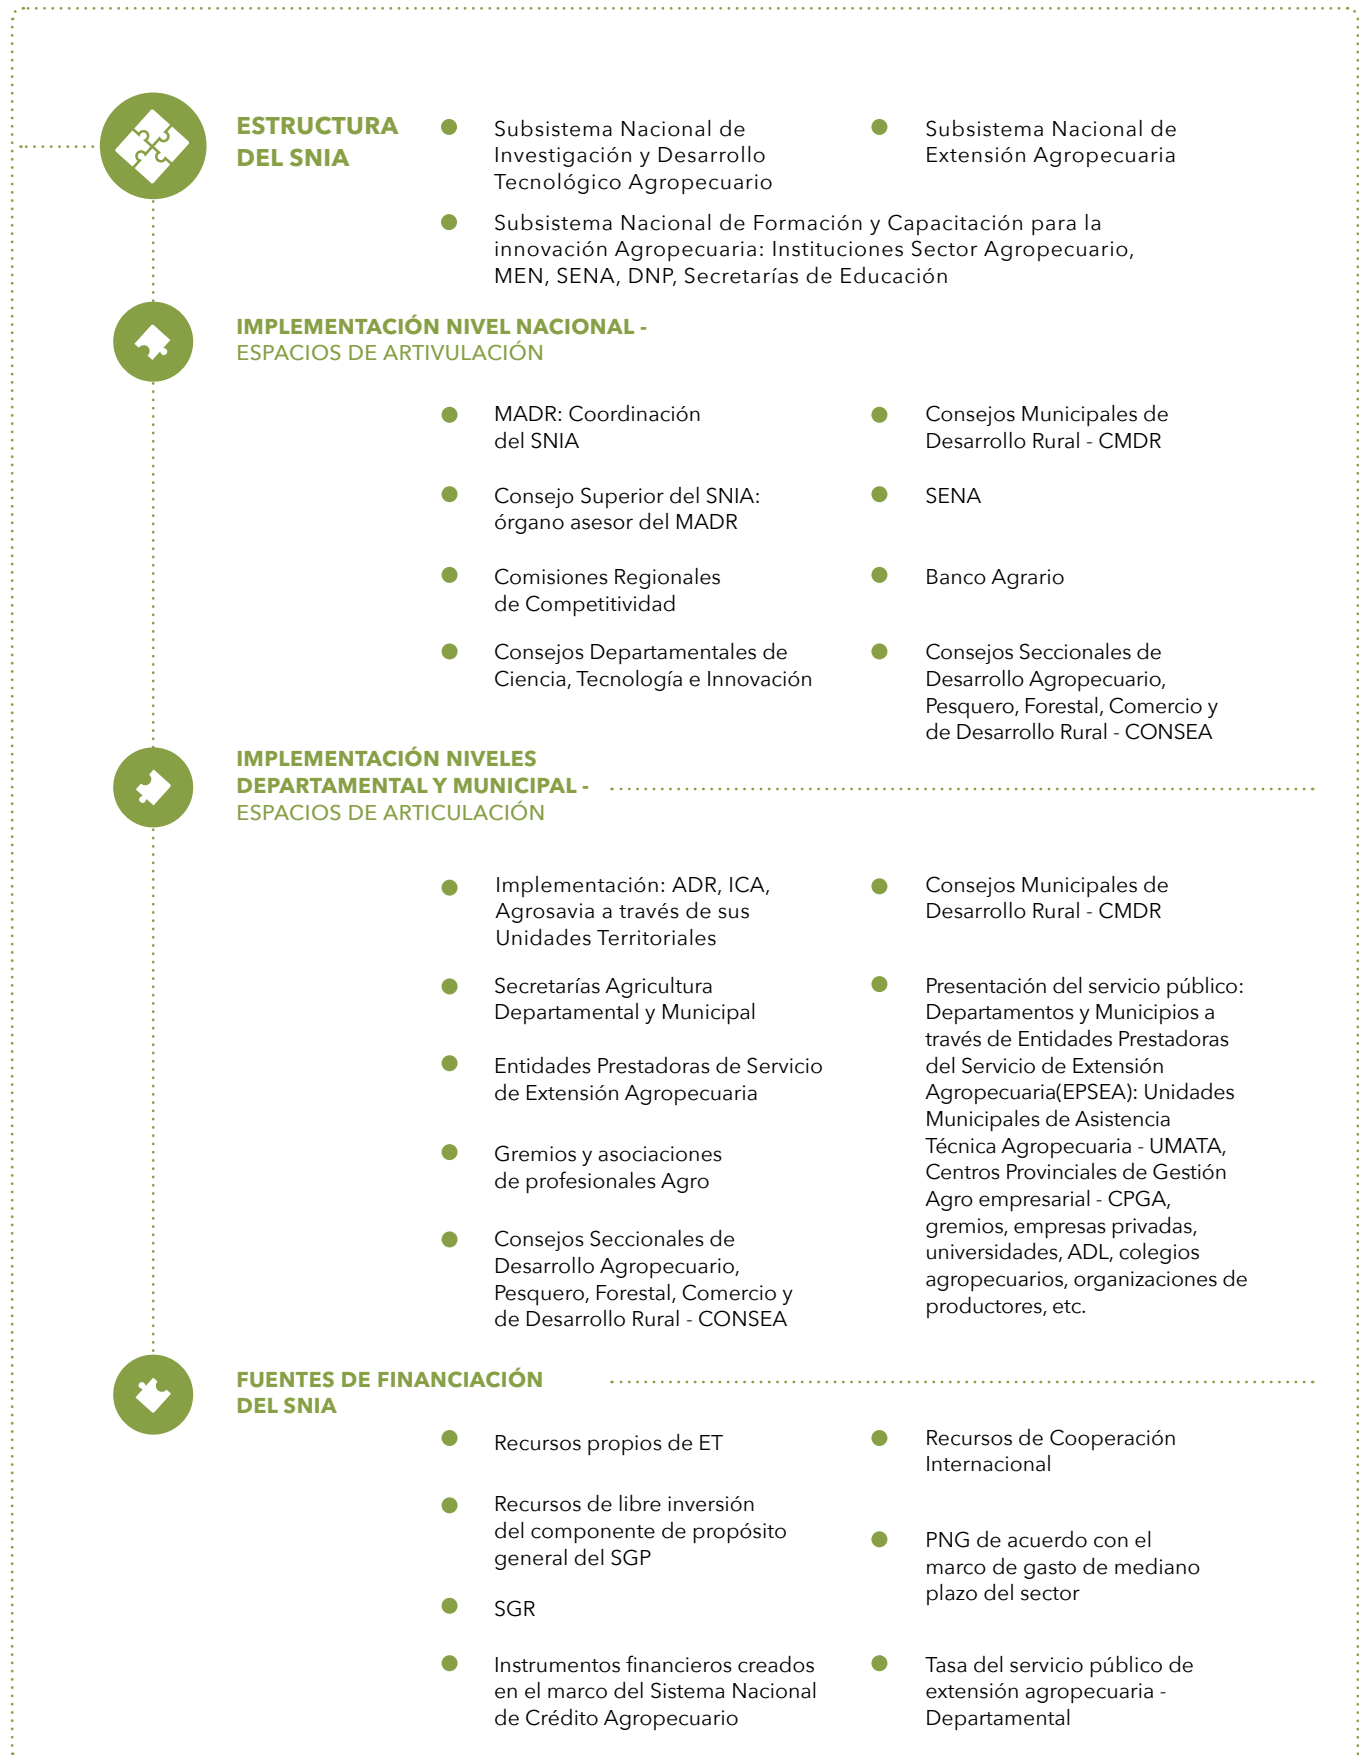 ESTRUCTURA
DEL SNIA
Subsistema Nacional de
Investigación y Desarrollo
Tecnológico Agropecuario
Subsistema Nacional de
Extensión Agropecuaria
Subsistema Nacional de Formación y Capacitación para la
innovación Agropecuaria: Instituciones Sector Agropecuario,
MEN, SENA, DNP, Secretarías de Educación
IMPLEMENTACIÓN NIVEL NACIONAL -
ESPACIOS DE ARTIVULACIÓN
MADR: Coordinación
del SNIA
Consejos Municipales de
Desarrollo Rural - CMDR
Consejo Superior del SNIA:
órgano asesor del MADR
SENA
Comisiones Regionales
de Competitividad
Banco Agrario
Consejos Departamentales de
Ciencia, Tecnología e Innovación
Consejos Seccionales de
Desarrollo Agropecuario,
Pesquero, Forestal, Comercio y
de Desarrollo Rural - CONSEA
IMPLEMENTACIÓN NIVELES
DEPARTAMENTAL Y MUNICIPAL -
ESPACIOS DE ARTICULACIÓN
Implementación: ADR, ICA,
Agrosavia a través de sus
Unidades Territoriales
Secretarías Agricultura
Departamental y Municipal
Entidades Prestadoras de Servicio
de Extensión Agropecuaria
Gremios y asociaciones
de profesionales Agro
Consejos Seccionales de
Desarrollo Agropecuario,
Pesquero, Forestal, Comercio y
de Desarrollo Rural - CONSEA
Consejos Municipales de
Desarrollo Rural - CMDR
Presentación del servicio público:
Departamentos y Municipios a
través de Entidades Prestadoras
del Servicio de Extensión
Agropecuaria(EPSEA): Unidades
Municipales de Asistencia
Técnica Agropecuaria - UMATA,
Centros Provinciales de Gestión
Agro empresarial - CPGA,
gremios, empresas privadas,
universidades, ADL, colegios
agropecuarios, organizaciones de
productores, etc.
FUENTES DE FINANCIACIÓN
DEL SNIA
Recursos propios de ET
Recursos de libre inversión
del componente de propósito
general del SGP
SGR
Instrumentos financieros creados
en el marco del Sistema Nacional
de Crédito Agropecuario
Recursos de Cooperación
Internacional
PNG de acuerdo con el
marco de gasto de mediano
plazo del sector
Tasa del servicio público de
extensión agropecuaria -
Departamental